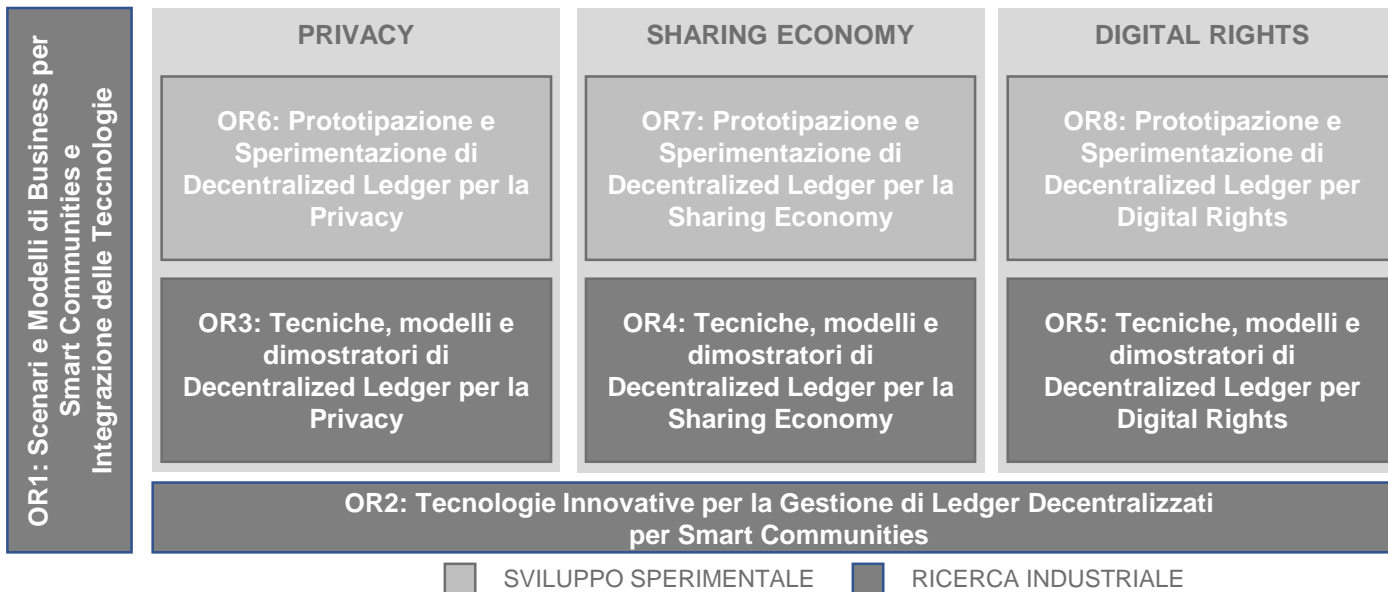 OR1: Scenari e Modelli di Business per
Smart Communities e
Integrazione delle Teccnologie
PRIVACY
SHARING ECONOMY
DIGITAL RIGHTS
OR6: Prototipazione e
Sperimentazione di
Decentralized Ledger per la
Privacy
OR7: Prototipazione e
Sperimentazione di
Decentralized Ledger per la
Sharing Economy
OR8: Prototipazione e
Sperimentazione di
Decentralized Ledger per
Digital Rights
OR3: Tecniche, modelli e
dimostratori di
Decentralized Ledger per la
Privacy
OR4: Tecniche, modelli e
dimostratori di
Decentralized Ledger per la
Sharing Economy
OR5: Tecniche, modelli e
dimostratori di
Decentralized Ledger per
Digital Rights
OR2: Tecnologie Innovative per la Gestione di Ledger Decentralizzati
per Smart Communities
SVILUPPO SPERIMENTALE
RICERCA INDUSTRIALE